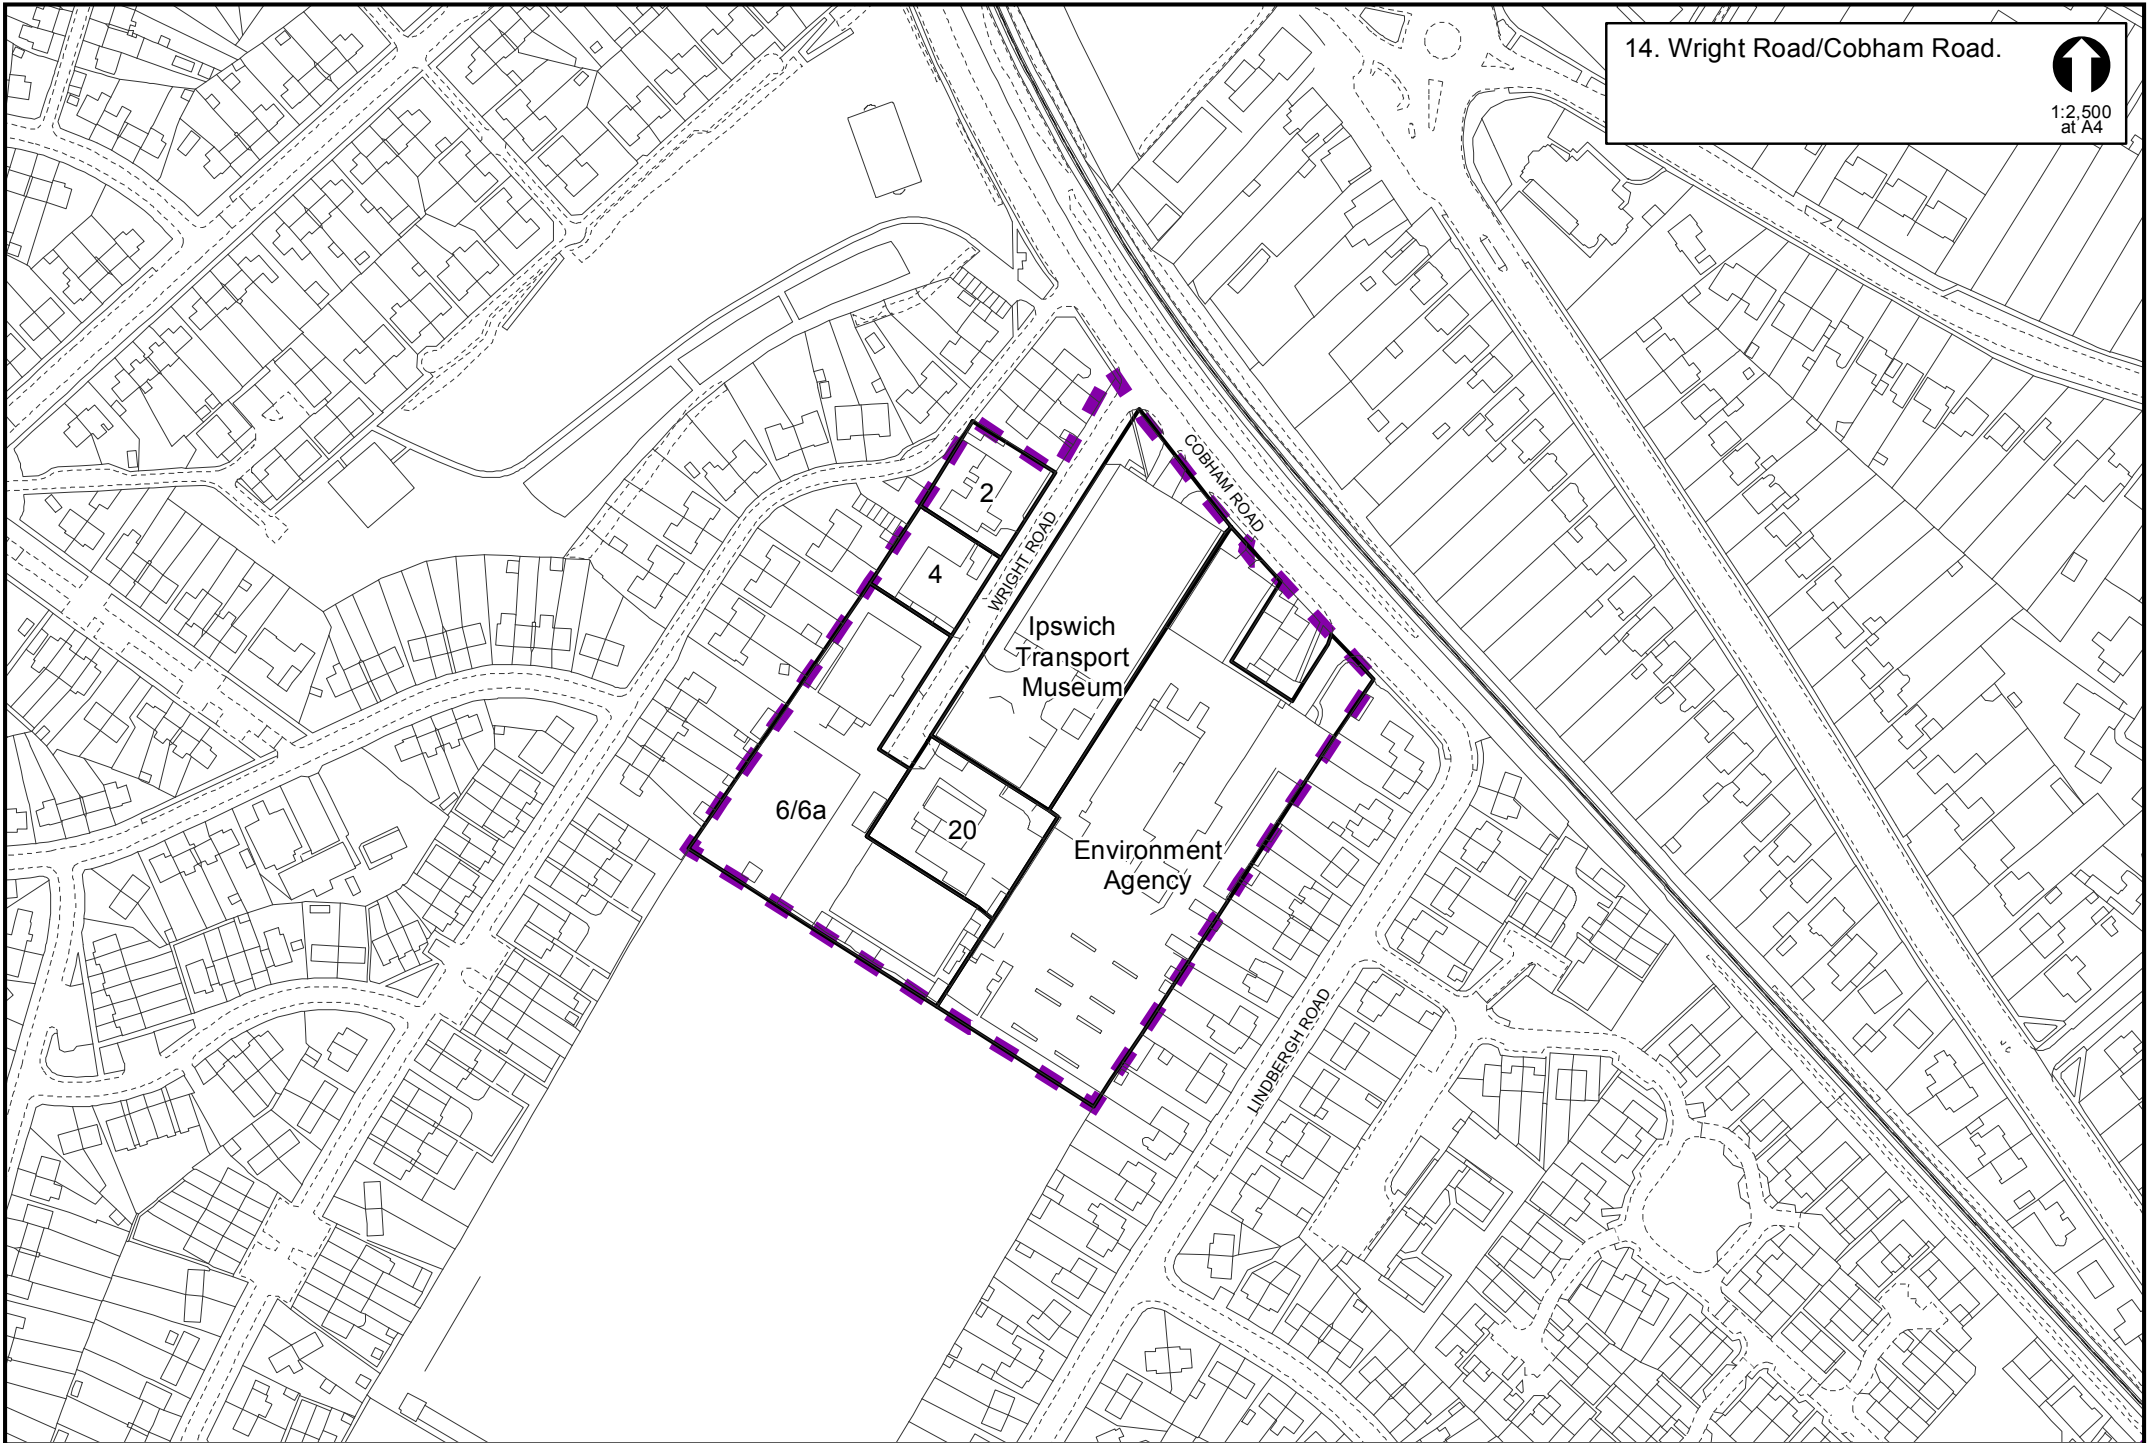 14. Wright Road/Cobham Road.
1:2,500
at A4
COBHAM ROAD
2
WRIGHT ROAD
4
Ipswich
Transport
Museum
6/6a
20
Environment
Agency
LINDBERGH ROAD